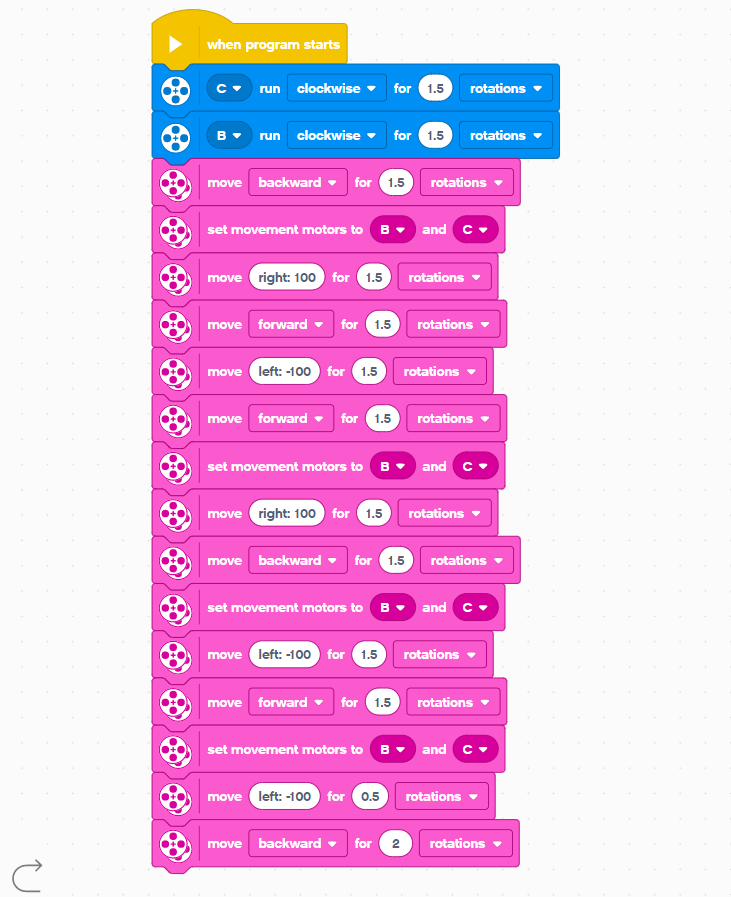 when program starts
C run clockwise for 1.5 rotations
B run clockwise for 1.5 rotations
move backward for 1.5 rotations
set movement motors to B and C
move right: 100 for 1.5 rotations
move forward for 1.5 rotations
move left: -100 for 1.5 rotations
move forward for 1.5 rotations
set movement motors to B and C
move right: 100 for 1.5 rotations
move backward for 1.5 rotations
set movement motors to B and C
move left: -100 for 1.5 rotations
move forward for 1.5 rotations
set movement motors to B and C
move left: -100 for 0.5 rotations
move backward for 2 rotations